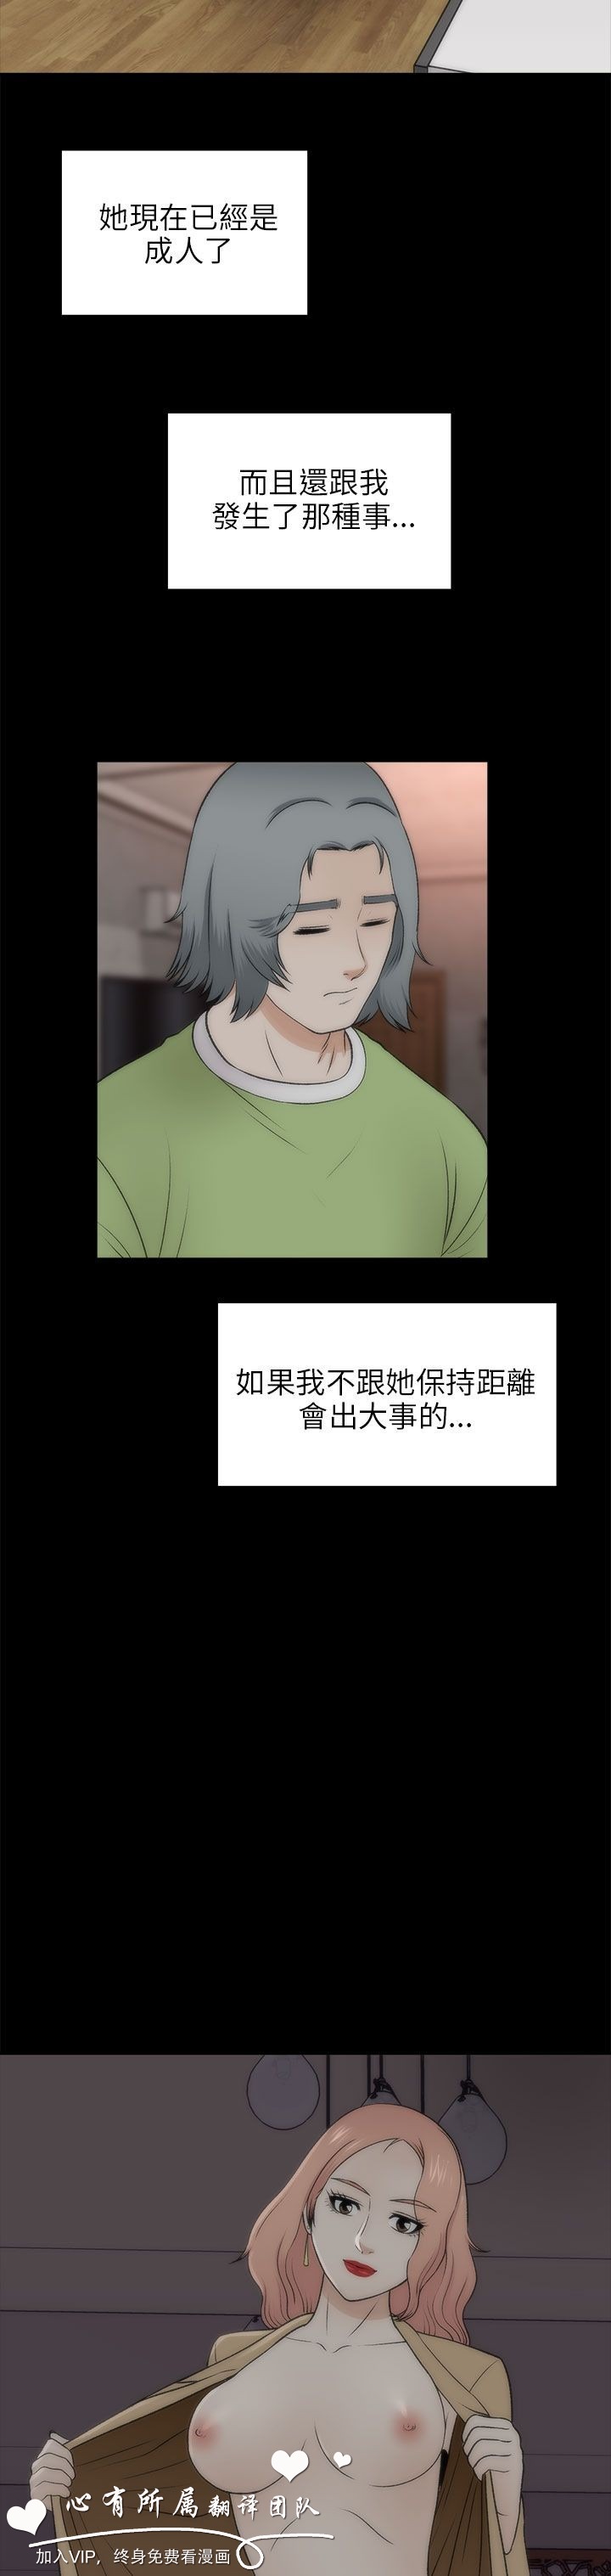 她現在已經是
成人了
而且還跟我
發生了那種事...
如果我不跟她保持距離
會出大事的...
心有所属翻译团队
加入VIP，终身免费看漫画